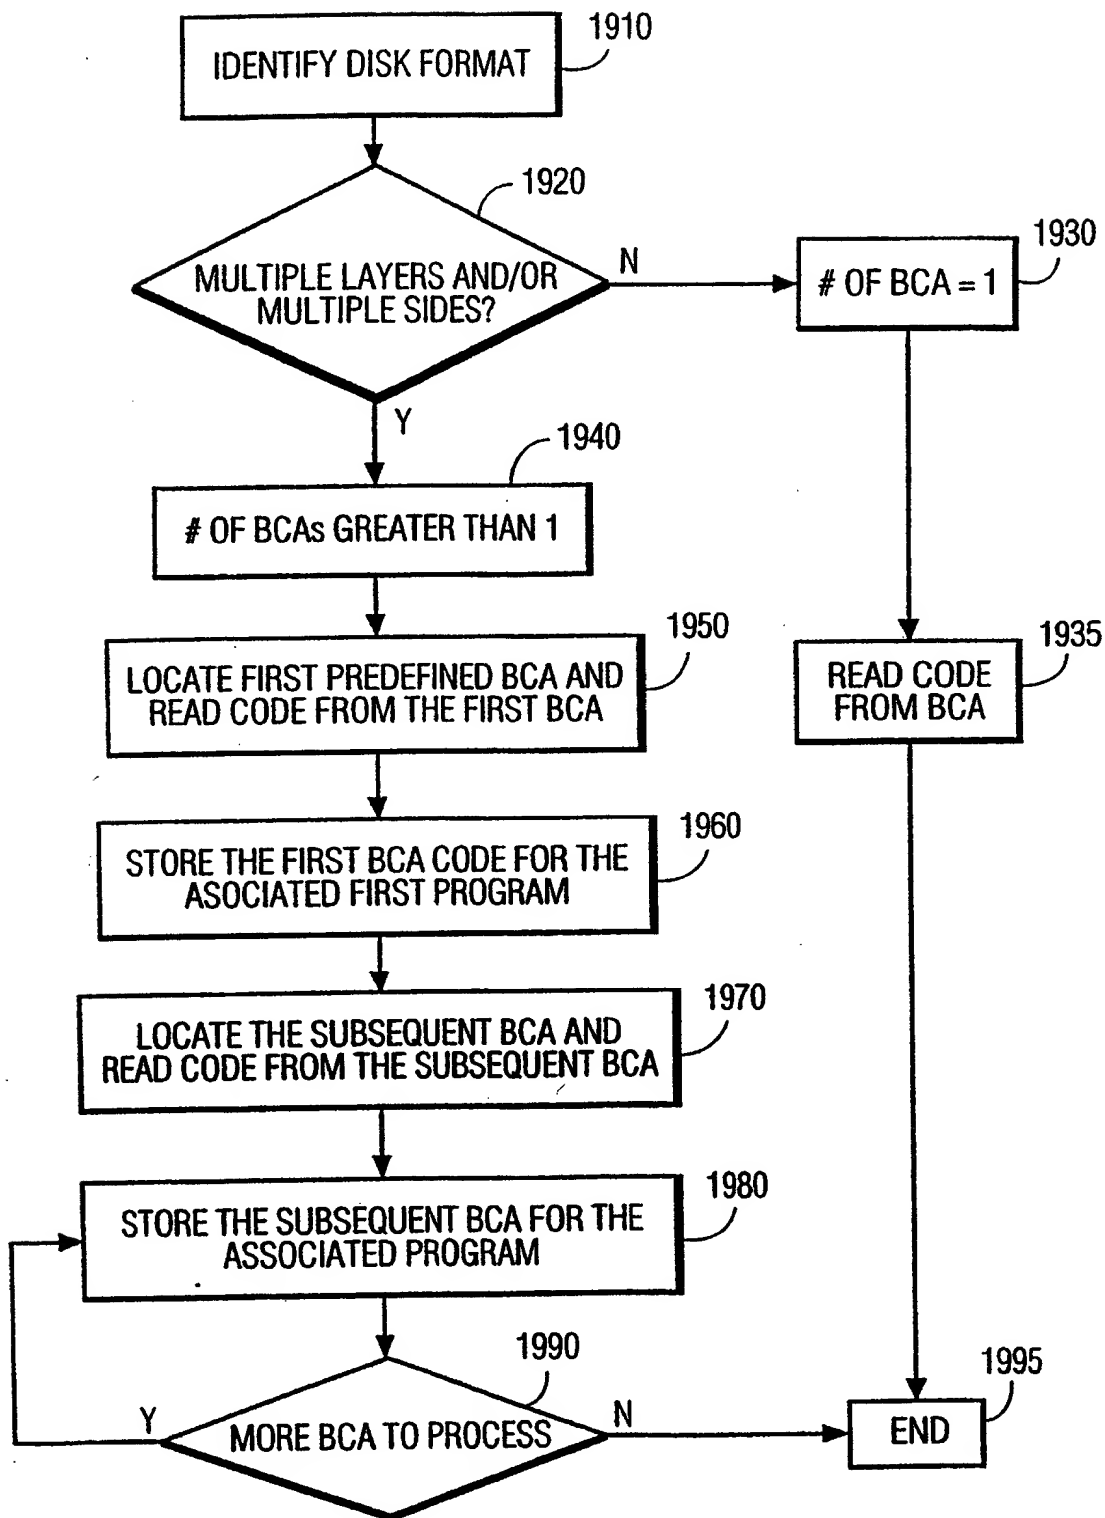 1910
IDENTIFY DISK FORMAT
1920
MULTIPLE LAYERS AND/OR
MULTIPLE SIDES?
N
1930
# OF BCA = 1
Y
1940
# OF BCAs GREATER THAN 1
1950
LOCATE FIRST PREDEFINED BCA AND
READ CODE FROM THE FIRST BCA
1935
READ CODE
FROM BCA
1960
STORE THE FIRST BCA CODE FOR THE
ASOCIATED FIRST PROGRAM
1970
LOCATE THE SUBSEQUENT BCA AND
READ CODE FROM THE SUBSEQUENT BCA
1980
STORE THE SUBSEQUENT BCA FOR THE
ASSOCIATED PROGRAM
1990
Y
MORE BCA TO PROCESS
N
1995
END